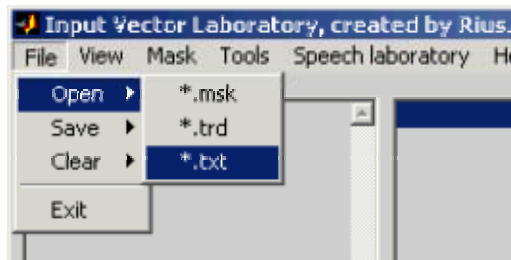 Input Vector Laboratory, created by Rius.
File View Mask Tools Speech laboratory
Open *.msk
Save *.trd
Clear *.txt
Exit